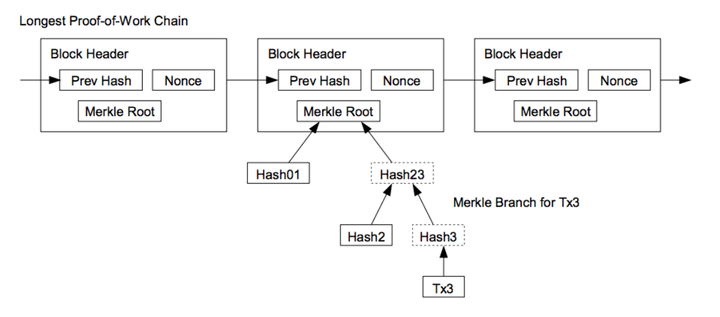 Longest Proof-of-Work Chain
Block Header
Block Header
Block Header
Prev Hash
Nonce
Prev Hash
Nonce
Prev Hash
Nonce
Merkle Root
Merkle Root
Merkle Root
Hash01
Hash23
Merkle Branch for Tx3
Hash2
Hash3
Tx3